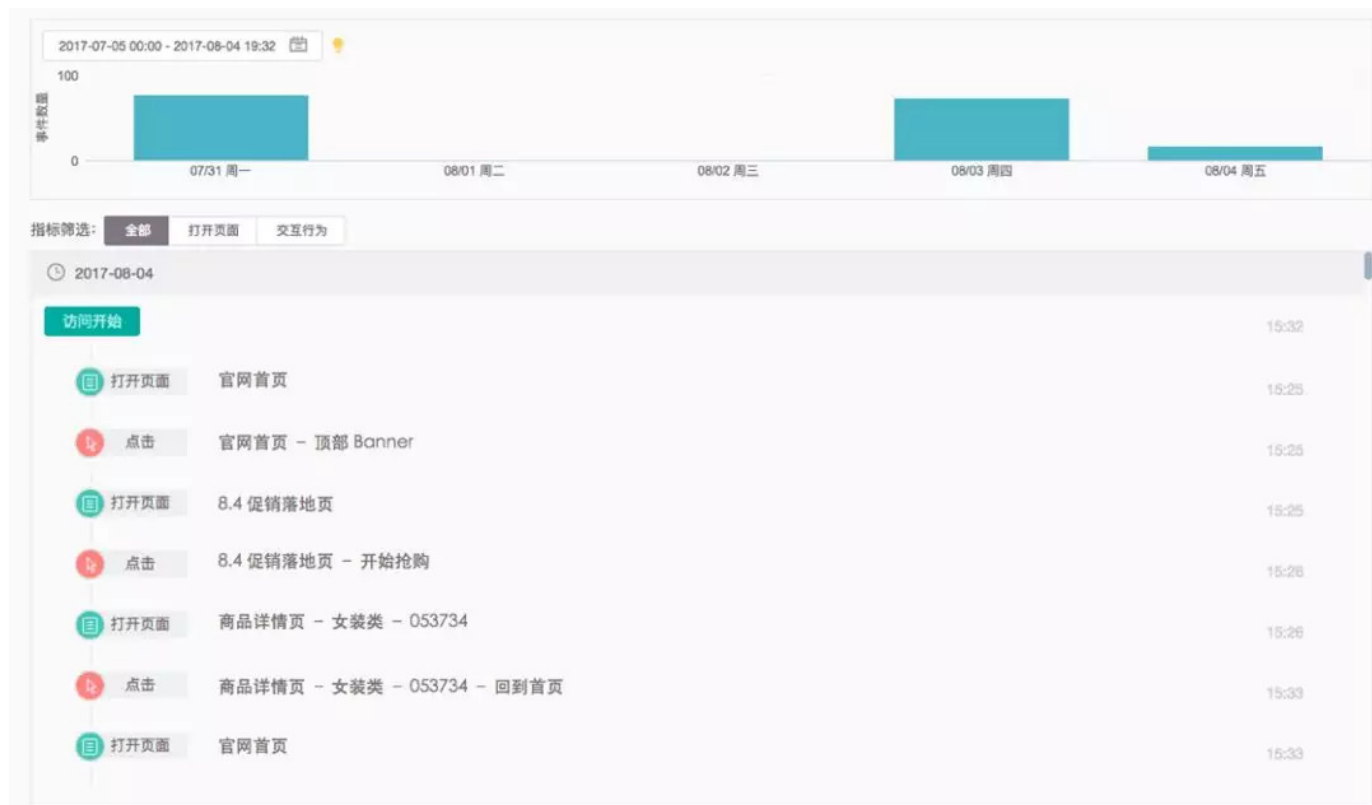 2017-07-05 00:00 - 2017-08-04 19:32
100
事件数量
0
07/31 周一 08/01 周二 08/02 周三 08/03 周四 08/04 周五
指标筛选: 全部 打开页面 交互行为
2017-08-04
访问开始 15:32
打开页面 官网首页 15:25
点击 官网首页 - 顶部 Banner 15:25
打开页面 8.4 促销落地页 15:25
点击 8.4 促销落地页 - 开始抢购 15:26
打开页面 商品详情页 - 女装类 - 053734 15:26
点击 商品详情页 - 女装类 - 053734 - 回到首页 15:33
打开页面 官网首页 15:33